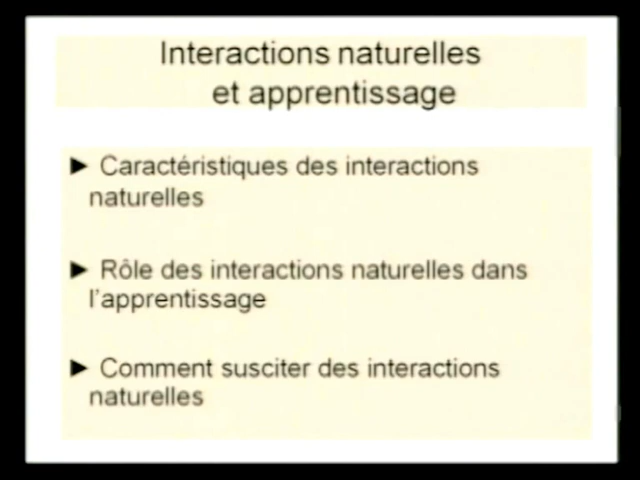 Interactions naturelles
et apprentissage
► Caractéristiques des interactions
naturelles
► Rôle des interactions naturelles dans
l'apprentissage
► Comment susciter des interactions
naturelles